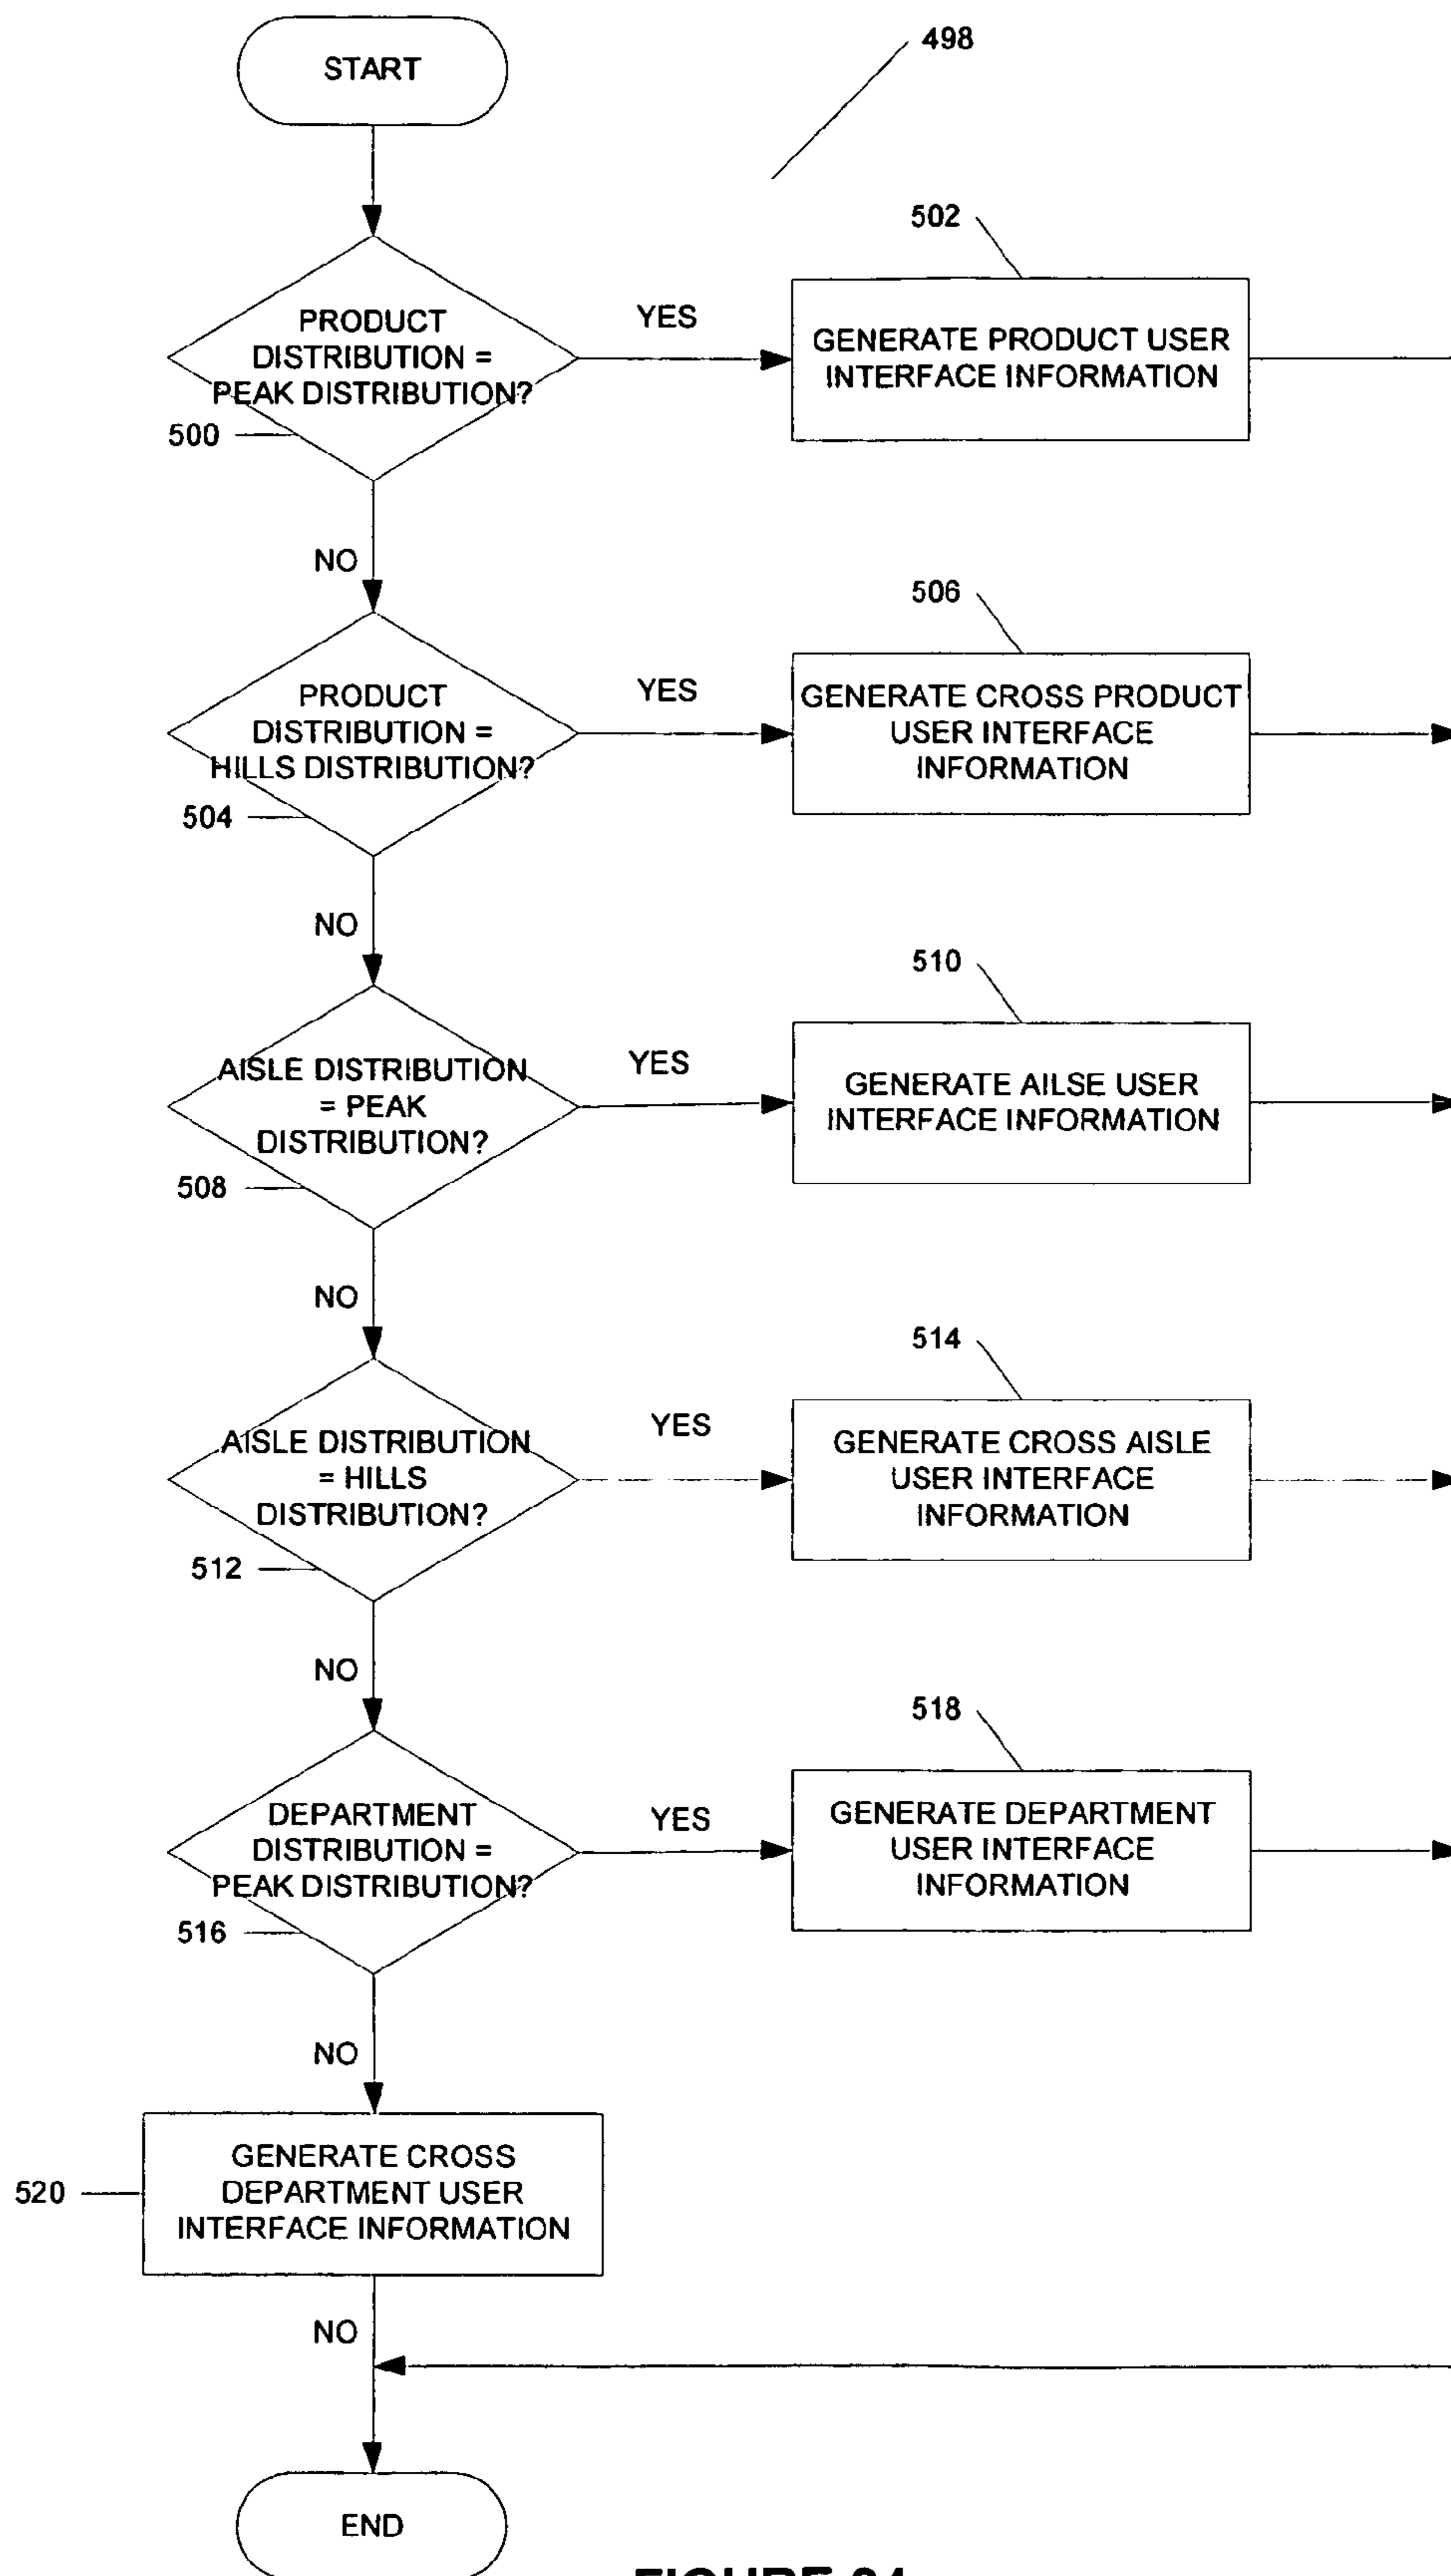 START
498
502
PRODUCT
DISTRIBUTION =
PEAK DISTRIBUTION?
YES
GENERATE PRODUCT USER
INTERFACE INFORMATION
500
NO
506
PRODUCT
DISTRIBUTION =
HILLS DISTRIBUTION?
YES
GENERATE CROSS PRODUCT
USER INTERFACE
INFORMATION
504
NO
510
AISLE DISTRIBUTION
= PEAK
DISTRIBUTION?
YES
GENERATE AILSE USER
INTERFACE INFORMATION
508
NO
514
AISLE DISTRIBUTION
= HILLS
DISTRIBUTION?
YES
GENERATE CROSS AISLE
USER INTERFACE
INFORMATION
512
NO
518
DEPARTMENT
DISTRIBUTION =
PEAK DISTRIBUTION?
YES
GENERATE DEPARTMENT
USER INTERFACE
INFORMATION
516
NO
GENERATE CROSS
DEPARTMENT USER
INTERFACE INFORMATION
520
NO
END